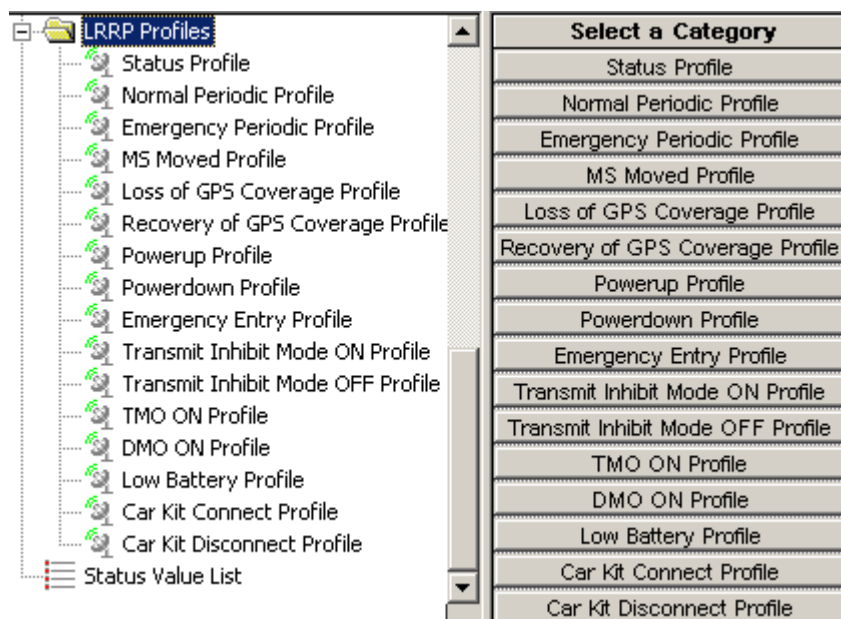 LRRP Profiles
Status Profile
Normal Periodic Profile
Emergency Periodic Profile
MS Moved Profile
Loss of GPS Coverage Profile
Recovery of GPS Coverage Profile
Powerup Profile
Powerdown Profile
Emergency Entry Profile
Transmit Inhibit Mode ON Profile
Transmit Inhibit Mode OFF Profile
TMO ON Profile
DMO ON Profile
Low Battery Profile
Car Kit Connect Profile
Car Kit Disconnect Profile
Status Value List
Select a Category
Status Profile
Normal Periodic Profile
Emergency Periodic Profile
MS Moved Profile
Loss of GPS Coverage Profile
Recovery of GPS Coverage Profile
Powerup Profile
Powerdown Profile
Emergency Entry Profile
Transmit Inhibit Mode ON Profile
Transmit Inhibit Mode OFF Profile
TMO ON Profile
DMO ON Profile
Low Battery Profile
Car Kit Connect Profile
Car Kit Disconnect Profile